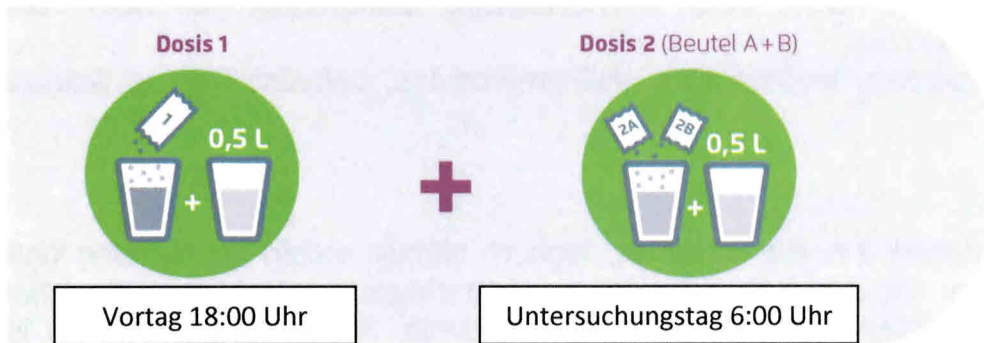 Dosis 1
1
0,5 L
+
Vortag 18:00 Uhr
+
Dosis 2 (Beutel A+B)
2A
2B
0,5 L
+
Untersuchungstag 6:00 Uhr